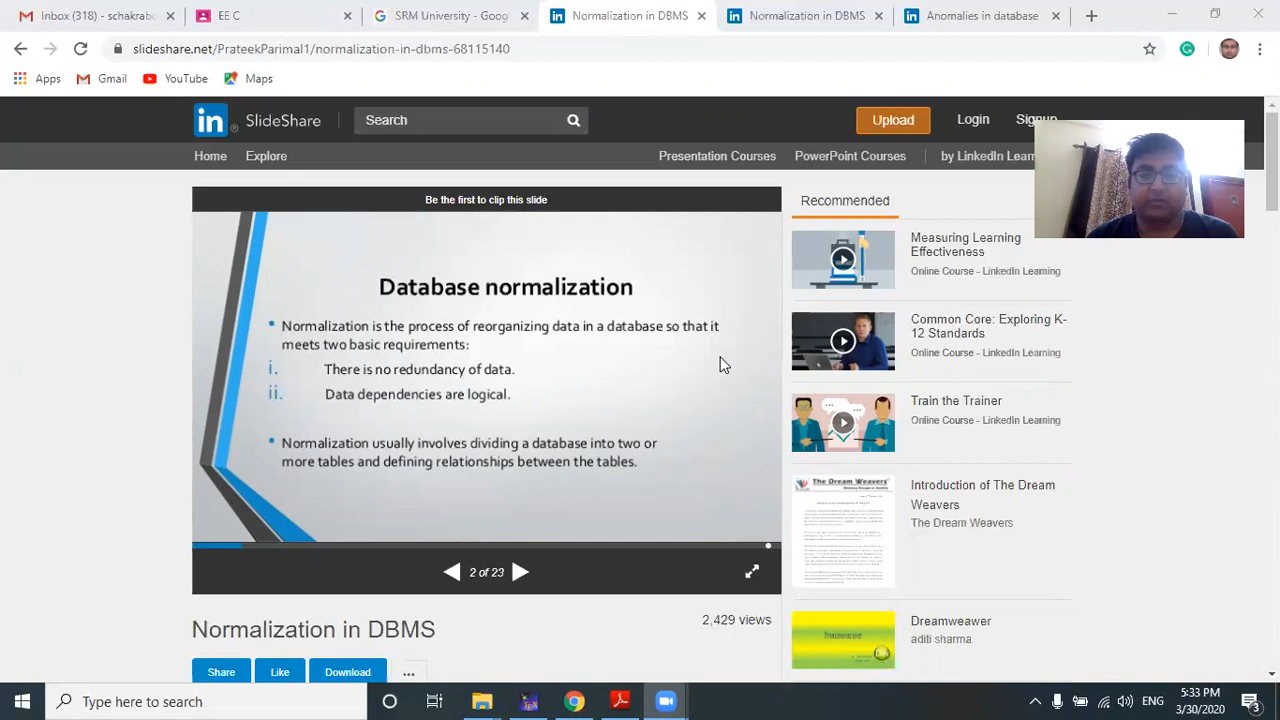 Inbox (318) - schakrab
EE C
SRM University - Goog
Normalization in DBMS
Normalization in DBMS
Anomalies in database
slideshare.net/PrateekParimal1/normalization-in-dbms-68115140
Apps
Gmail
YouTube
Maps
in SlideShare
Search
Upload
Login
Signup
Home
Explore
Presentation Courses
PowerPoint Courses
by LinkedIn Lear
Be the first to clip this slide
Database normalization
• Normalization is the process of reorganizing data in a database so that it
meets two basic requirements:
i. There is no redundancy of data.
ii. Data dependencies are logical.
• Normalization usually involves dividing a database into two or
more tables and defining relationships between the tables.
2 of 23
Normalization in DBMS
2,429 views
Share
Like
Download
...
Recommended
Measuring Learning
Effectiveness
Online Course - LinkedIn Learning
Common Core: Exploring K-
12 Standards
Online Course - LinkedIn Learning
Train the Trainer
Online Course - LinkedIn Learning
The Dream Weavers
Introduction of The Dream
Weavers
The Dream Weavers
Dreamweawer
aditi sharma
Type here to search
ENG
5:33 PM
3/30/2020
3